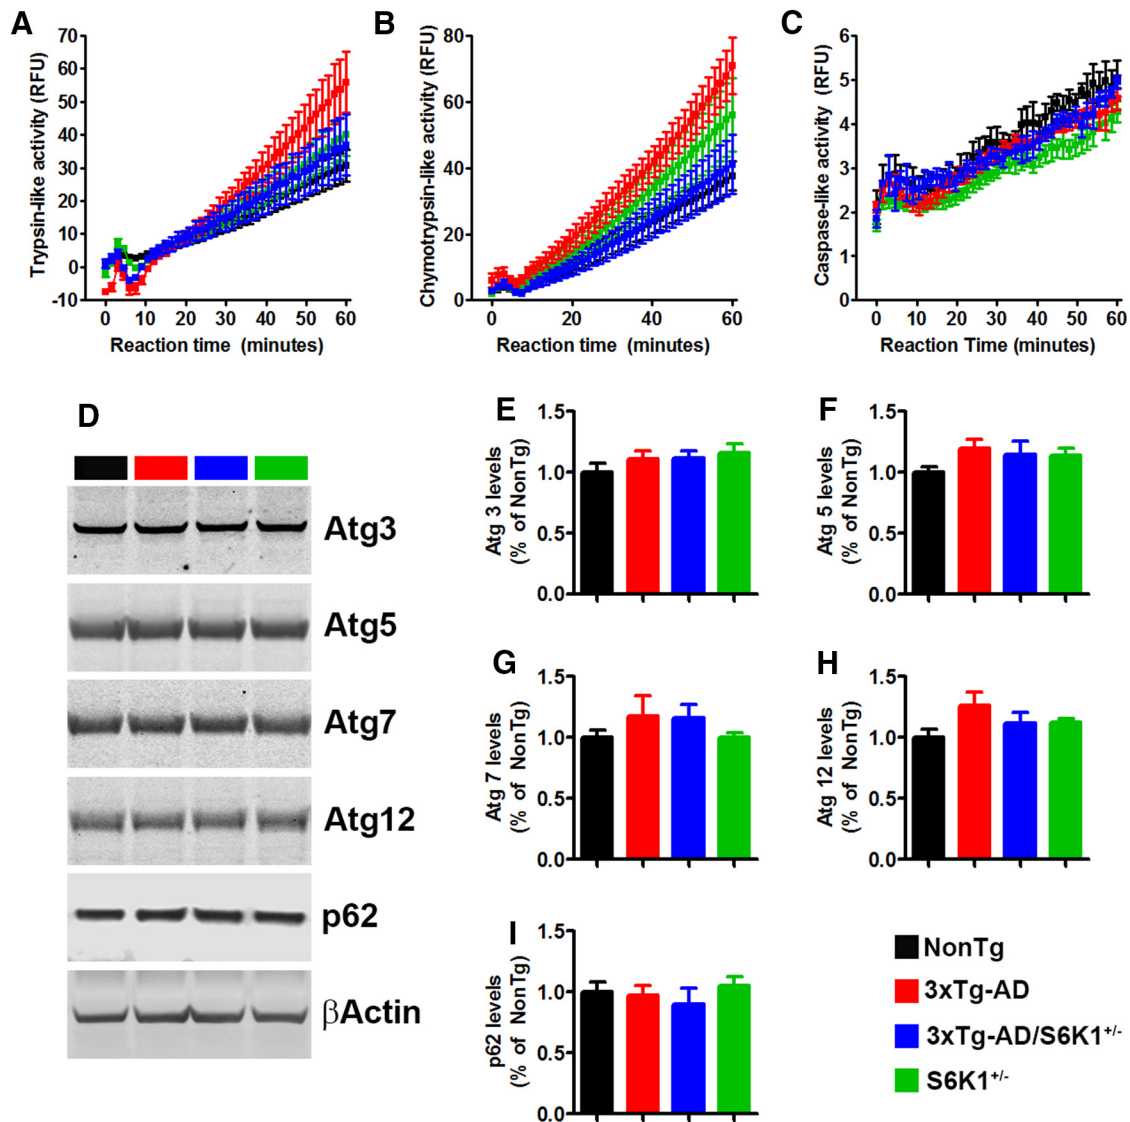 A
B
C
Trypsin-like activity (RFU)
70
60
50
40
30
20
10
0
-10
0 10 20 30 40 50 60
Reaction time (minutes)
Chymotrypsin-like activity (RFU)
80
60
40
20
0
0 20 40 60
Reaction time (minutes)
Caspase-like activity (RFU)
6
5
4
3
2
1
0
0 10 20 30 40 50 60
Reaction Time (minutes)
D
Atg3
Atg5
Atg7
Atg12
p62
βActin
E
Atg 3 levels
(% of NonTg)
1.5
1.0
0.5
0.0
F
Atg 5 levels
(% of NonTg)
1.5
1.0
0.5
0.0
G
Atg 7 levels
(% of NonTg)
1.5
1.0
0.5
0.0
H
Atg 12 levels
(% of NonTg)
1.5
1.0
0.5
0.0
I
p62 levels
(% of NonTg)
1.5
1.0
0.5
0.0
NonTg
3xTg-AD
3xTg-AD/S6K1+/-
S6K1+/-